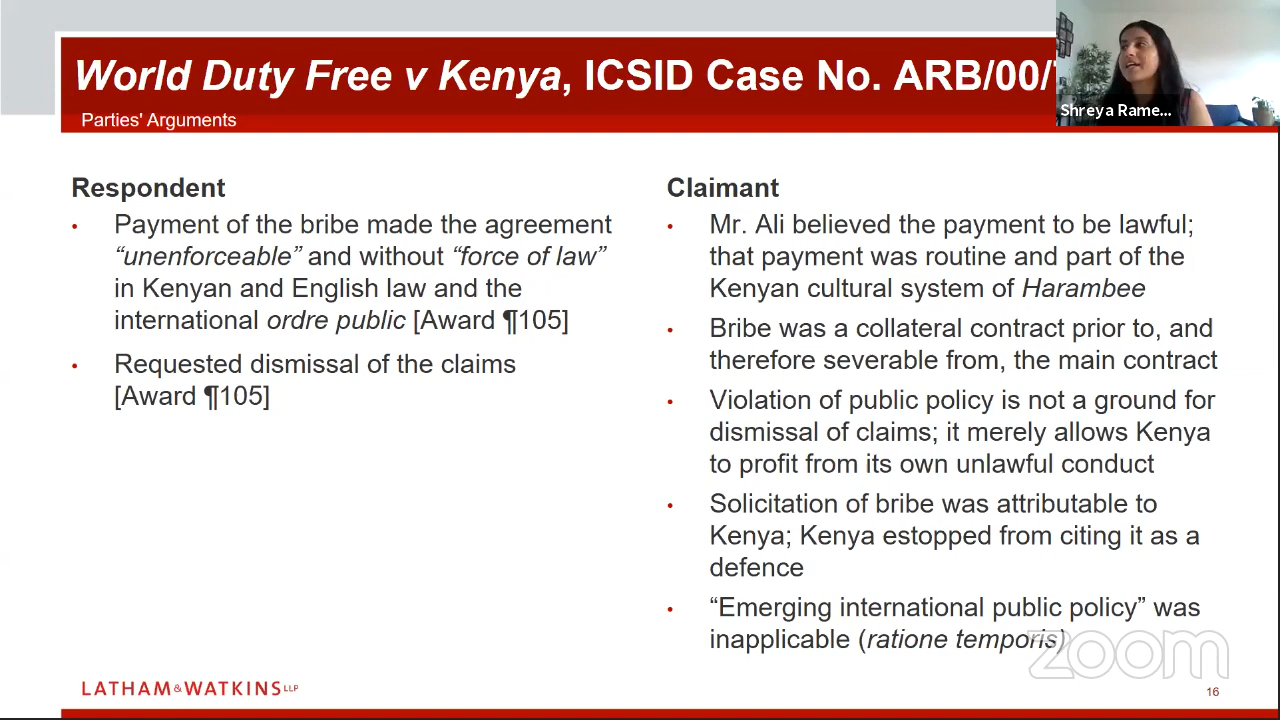 World Duty Free v Kenya, ICSID Case No. ARB/00/
Parties' Arguments
Shreya Rame...
Respondent
• Payment of the bribe made the agreement
“unenforceable” and without “force of law”
in Kenyan and English law and the
international ordre public [Award ¶105]
• Requested dismissal of the claims
[Award ¶105]
Claimant
• Mr. Ali believed the payment to be lawful;
that payment was routine and part of the
Kenyan cultural system of Harambee
• Bribe was a collateral contract prior to, and
therefore severable from, the main contract
• Violation of public policy is not a ground for
dismissal of claims; it merely allows Kenya
to profit from its own unlawful conduct
• Solicitation of bribe was attributable to
Kenya; Kenya estopped from citing it as a
defence
• “Emerging international public policy” was
inapplicable (ratione temporis)
zoom
LATHAM&WATKINS LLP
16